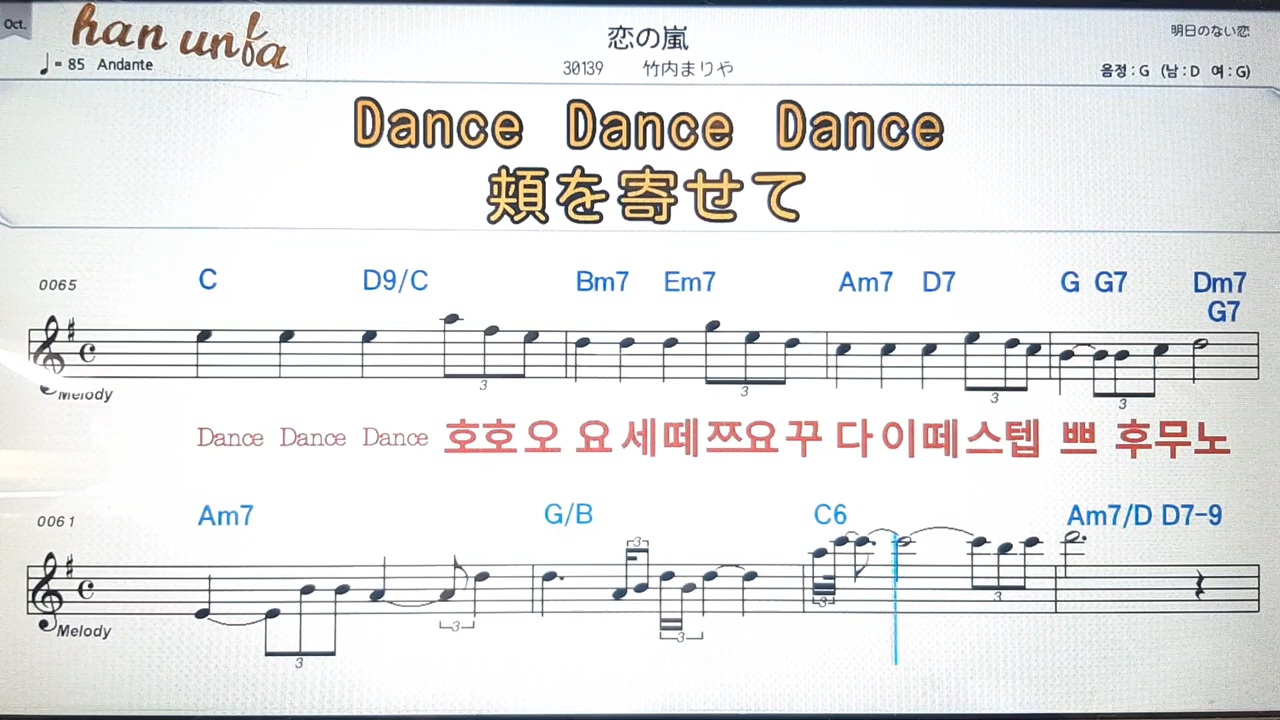 Oct.
han unfa
♩= 85 Andante
恋の嵐
30139 竹内まりや
明日のない恋
음정 : G (남 : D 여 : G)
Dance Dance Dance
頬を寄せて
0065
C D9/C Bm7 Em7 Am7 D7 G G7 Dm7
G7
3 3 3 3
Melody
Dance Dance Dance 호호오 요세떼쯔요꾸 다이떼스텝 쁘 후무노
0061
Am7 G/B C6 Am7/D D7-9
3
3 3 3 3 3
Melody
3